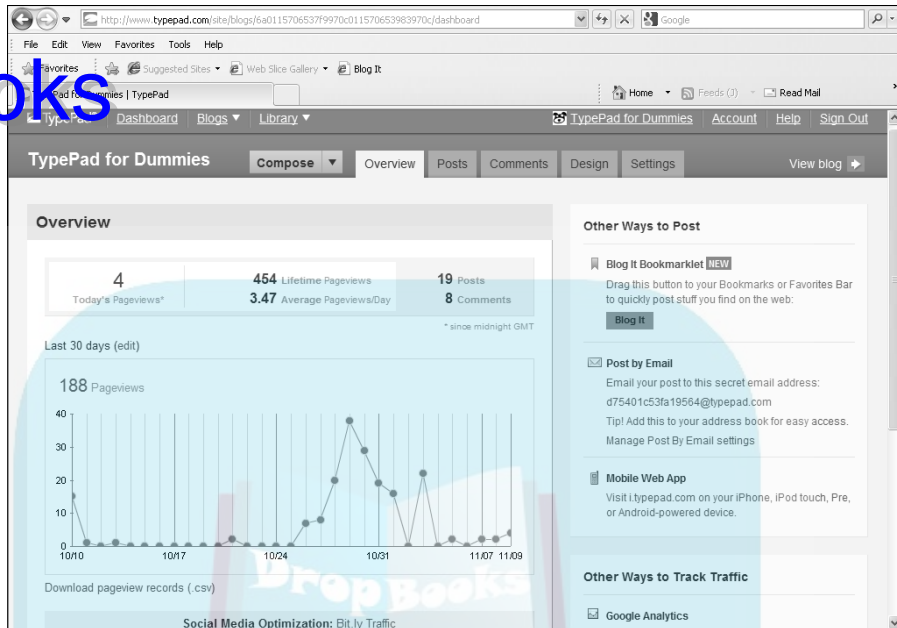 http://www.typepad.com/site/blogs/6a0115706537f9970c011570653983970c/dashboard
Google
File Edit View Favorites Tools Help
Favorites Suggested Sites Web Slice Gallery Blog It
oks
TypePad for Dummies | TypePad
Home Feeds (3) Read Mail
TypePad Dashboard Blogs Library TypePad for Dummies Account Help Sign Out
TypePad for Dummies Compose Overview Posts Comments Design Settings View blog
Overview
4
Today's Pageviews*
454 Lifetime Pageviews
3.47 Average Pageviews/Day
19 Posts
8 Comments
* since midnight GMT
Last 30 days (edit)
188 Pageviews
40
30
20
10
0
10/10 10/17 10/24 10/31 11/07 11/09
Download pageview records (.csv)
DropBooks
Social Media Optimization: Bit.ly Traffic
Other Ways to Post
Blog It Bookmarklet NEW
Drag this button to your Bookmarks or Favorites Bar
to quickly post stuff you find on the web:
Blog It
Post by Email
Email your post to this secret email address:
d75401c53fa19564@typepad.com
Tip! Add this to your address book for easy access.
Manage Post By Email settings
Mobile Web App
Visit i.typepad.com on your iPhone, iPod touch, Pre,
or Android-powered device.
Other Ways to Track Traffic
Google Analytics